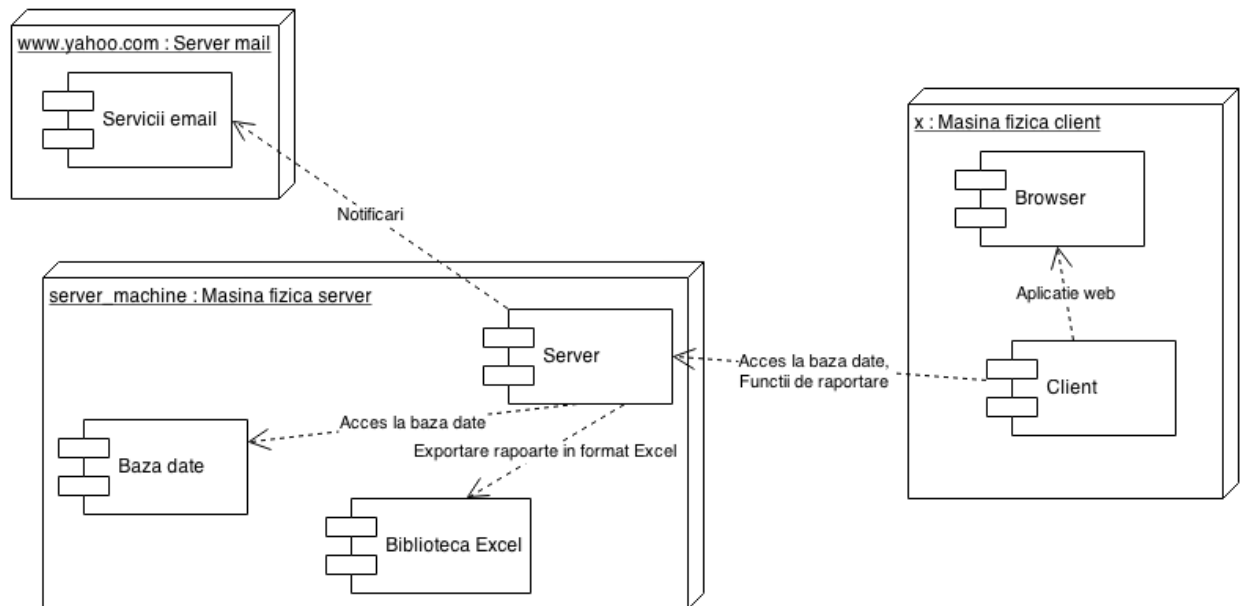 www.yahoo.com : Server mail
Servicii email
x : Masina fizica client
Browser
Notificari
Aplicatie web
server_machine : Masina fizica server
Server
Acces la baza date,
Functii de raportare
Client
Acces la baza date
Exportare rapoarte in format Excel
Baza date
Biblioteca Excel